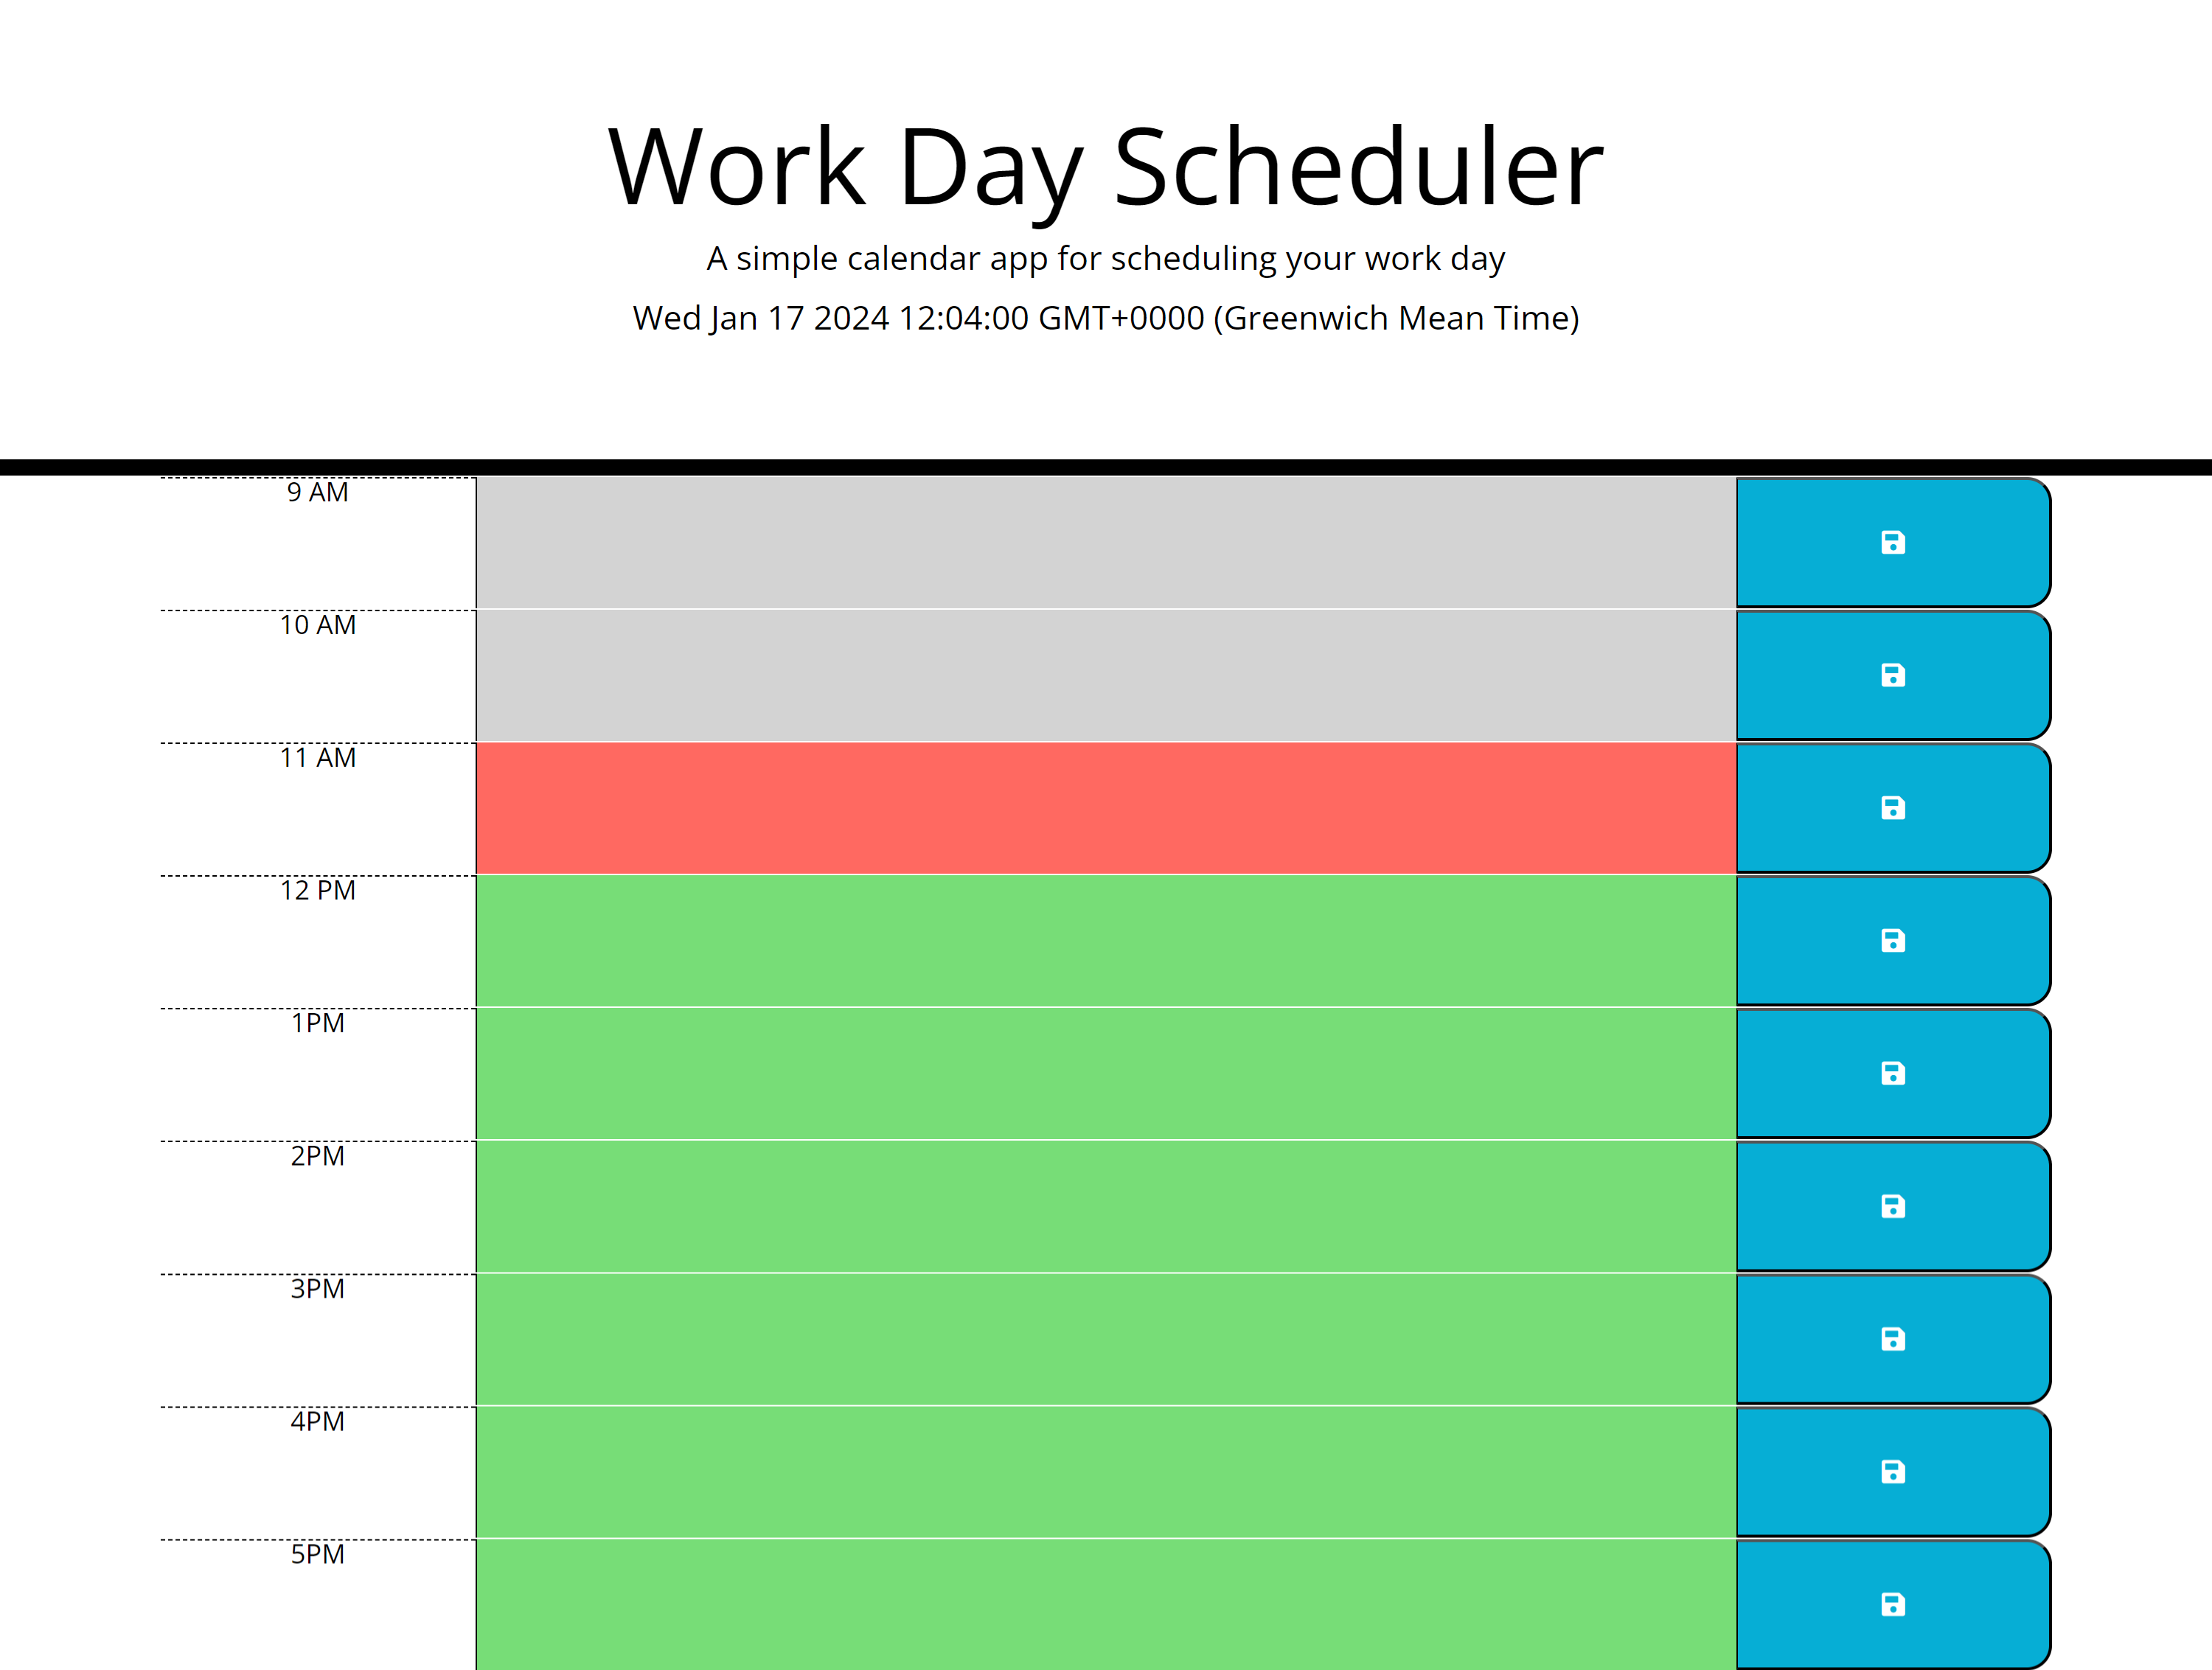 Work Day Scheduler
A simple calendar app for scheduling your work day
Wed Jan 17 2024 12:04:00 GMT+0000 (Greenwich Mean Time)
9 AM
10 AM
11 AM
12 PM
1PM
2PM
3PM
4PM
5PM